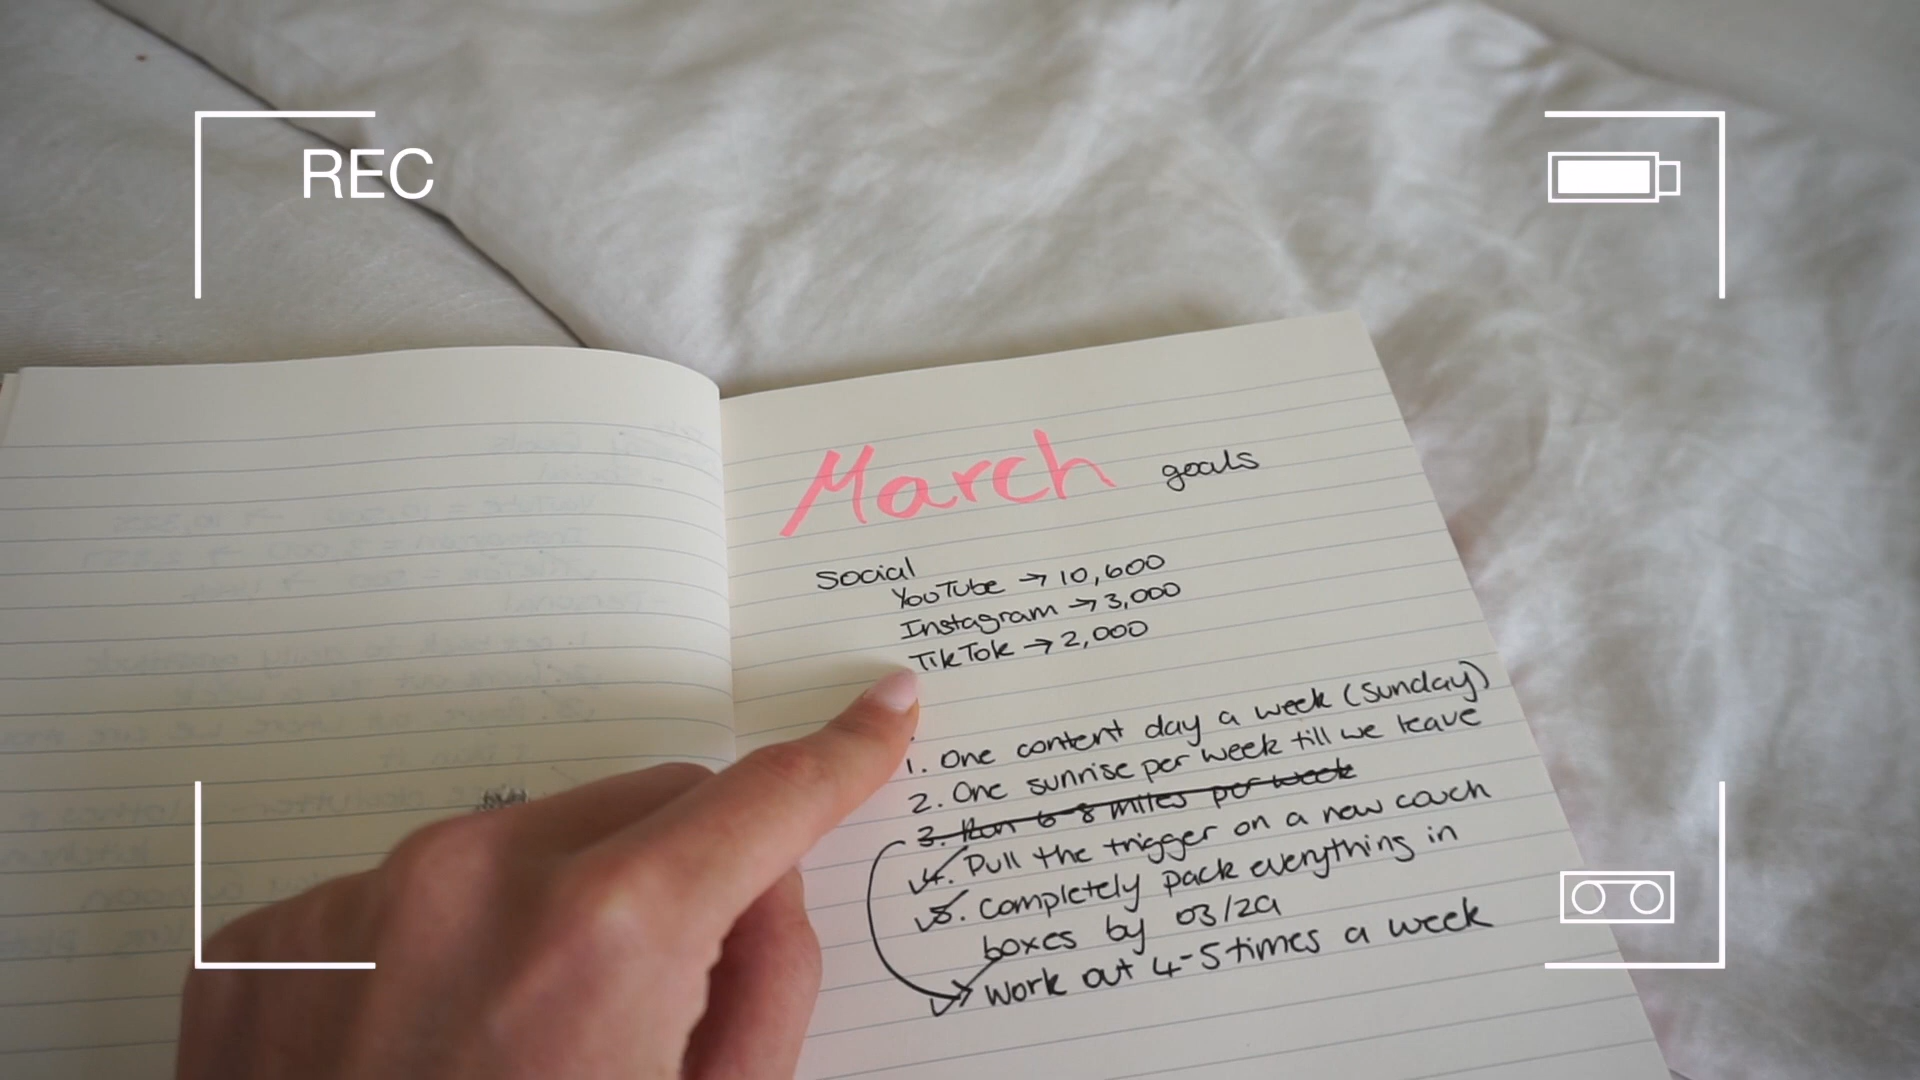 REC
March goals
Social
YouTube → 10,600
Instagram → 3,000
TikTok → 2,000
1. One content day a week (Sunday)
2. One sunrise per week till we leave
3. Run 6-8 miles per week
4. Pull the trigger on a new couch
5. Completely pack everything in
boxes by 03/29
Work out 4-5 times a week